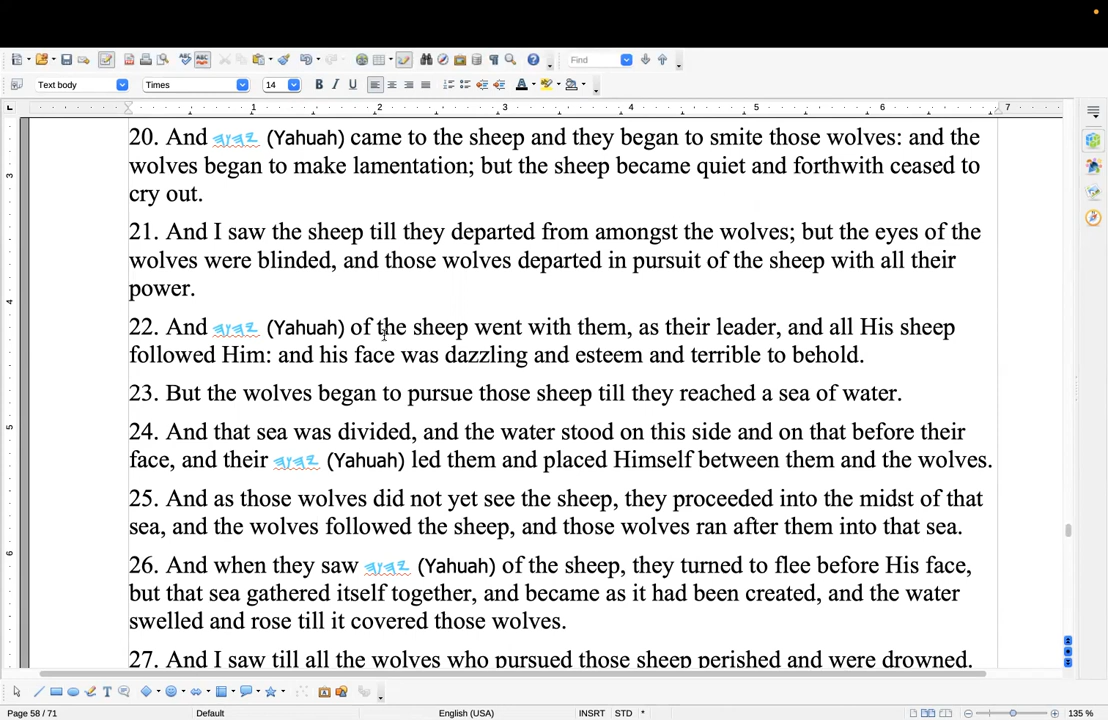 Find
Text body
Times
14
1 2 3 4 5 6 7
20. And 𐤉𐤄𐤅𐤄 (Yahuah) came to the sheep and they began to smite those wolves: and the
wolves began to make lamentation; but the sheep became quiet and forthwith ceased to
cry out.
21. And I saw the sheep till they departed from amongst the wolves; but the eyes of the
wolves were blinded, and those wolves departed in pursuit of the sheep with all their
power.
22. And 𐤉𐤄𐤅𐤄 (Yahuah) of the sheep went with them, as their leader, and all His sheep
followed Him: and his face was dazzling and esteem and terrible to behold.
23. But the wolves began to pursue those sheep till they reached a sea of water.
24. And that sea was divided, and the water stood on this side and on that before their
face, and their 𐤉𐤄𐤅𐤄 (Yahuah) led them and placed Himself between them and the wolves.
25. And as those wolves did not yet see the sheep, they proceeded into the midst of that
sea, and the wolves followed the sheep, and those wolves ran after them into that sea.
26. And when they saw 𐤉𐤄𐤅𐤄 (Yahuah) of the sheep, they turned to flee before His face,
but that sea gathered itself together, and became as it had been created, and the water
swelled and rose till it covered those wolves.
27. And I saw till all the wolves who pursued those sheep perished and were drowned.
Page 58 / 71
Default
English (USA)
INSRT
STD
*
135 %